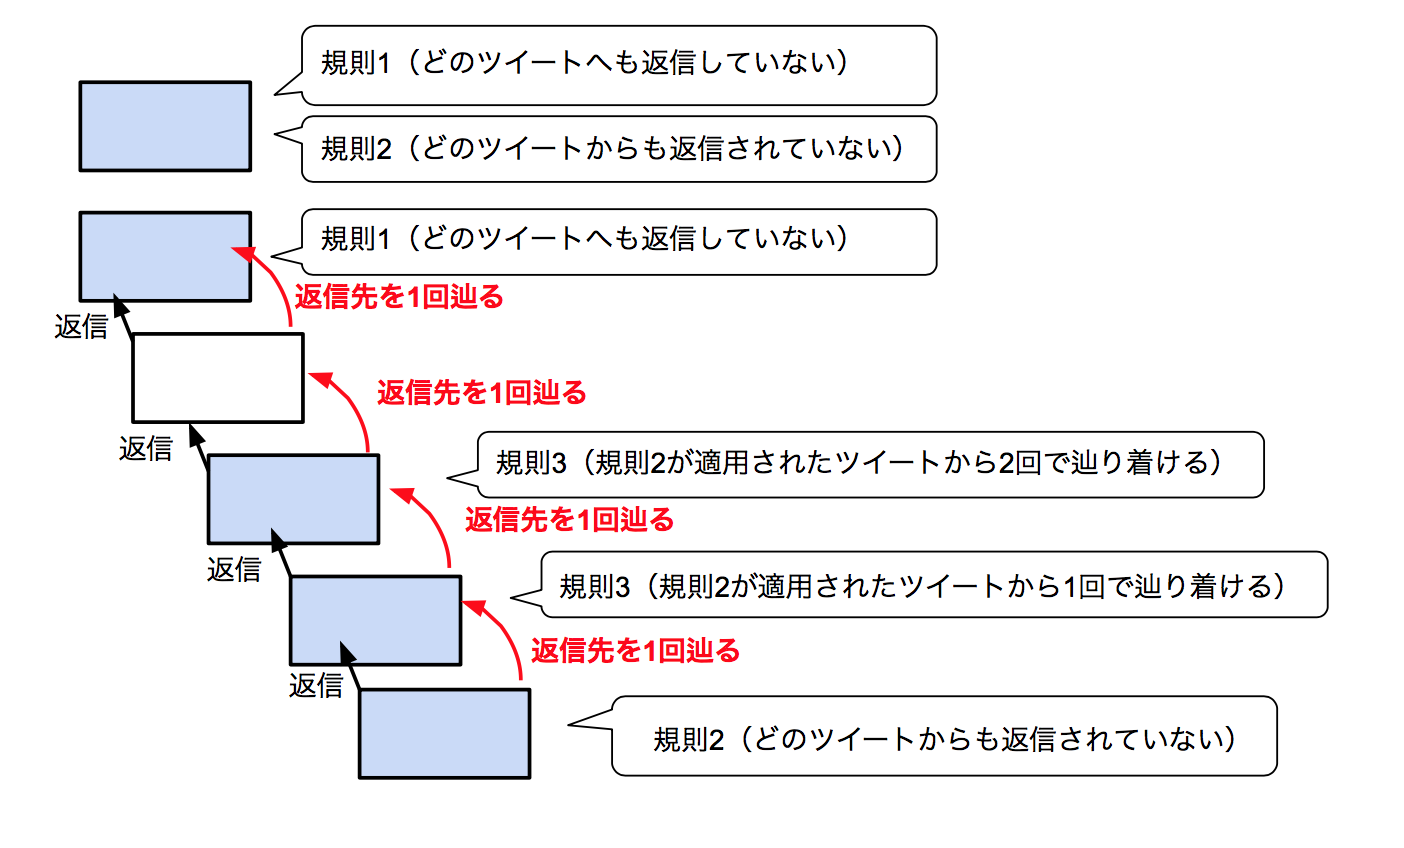 規則1（どのツイートへも返信していない）
規則2（どのツイートからも返信されていない）
規則1（どのツイートへも返信していない）
返信先を1回辿る
返信
返信先を1回辿る
返信
規則3（規則2が適用されたツイートから2回で辿り着ける）
返信先を1回辿る
返信
規則3（規則2が適用されたツイートから1回で辿り着ける）
返信先を1回辿る
返信
規則2（どのツイートからも返信されていない）